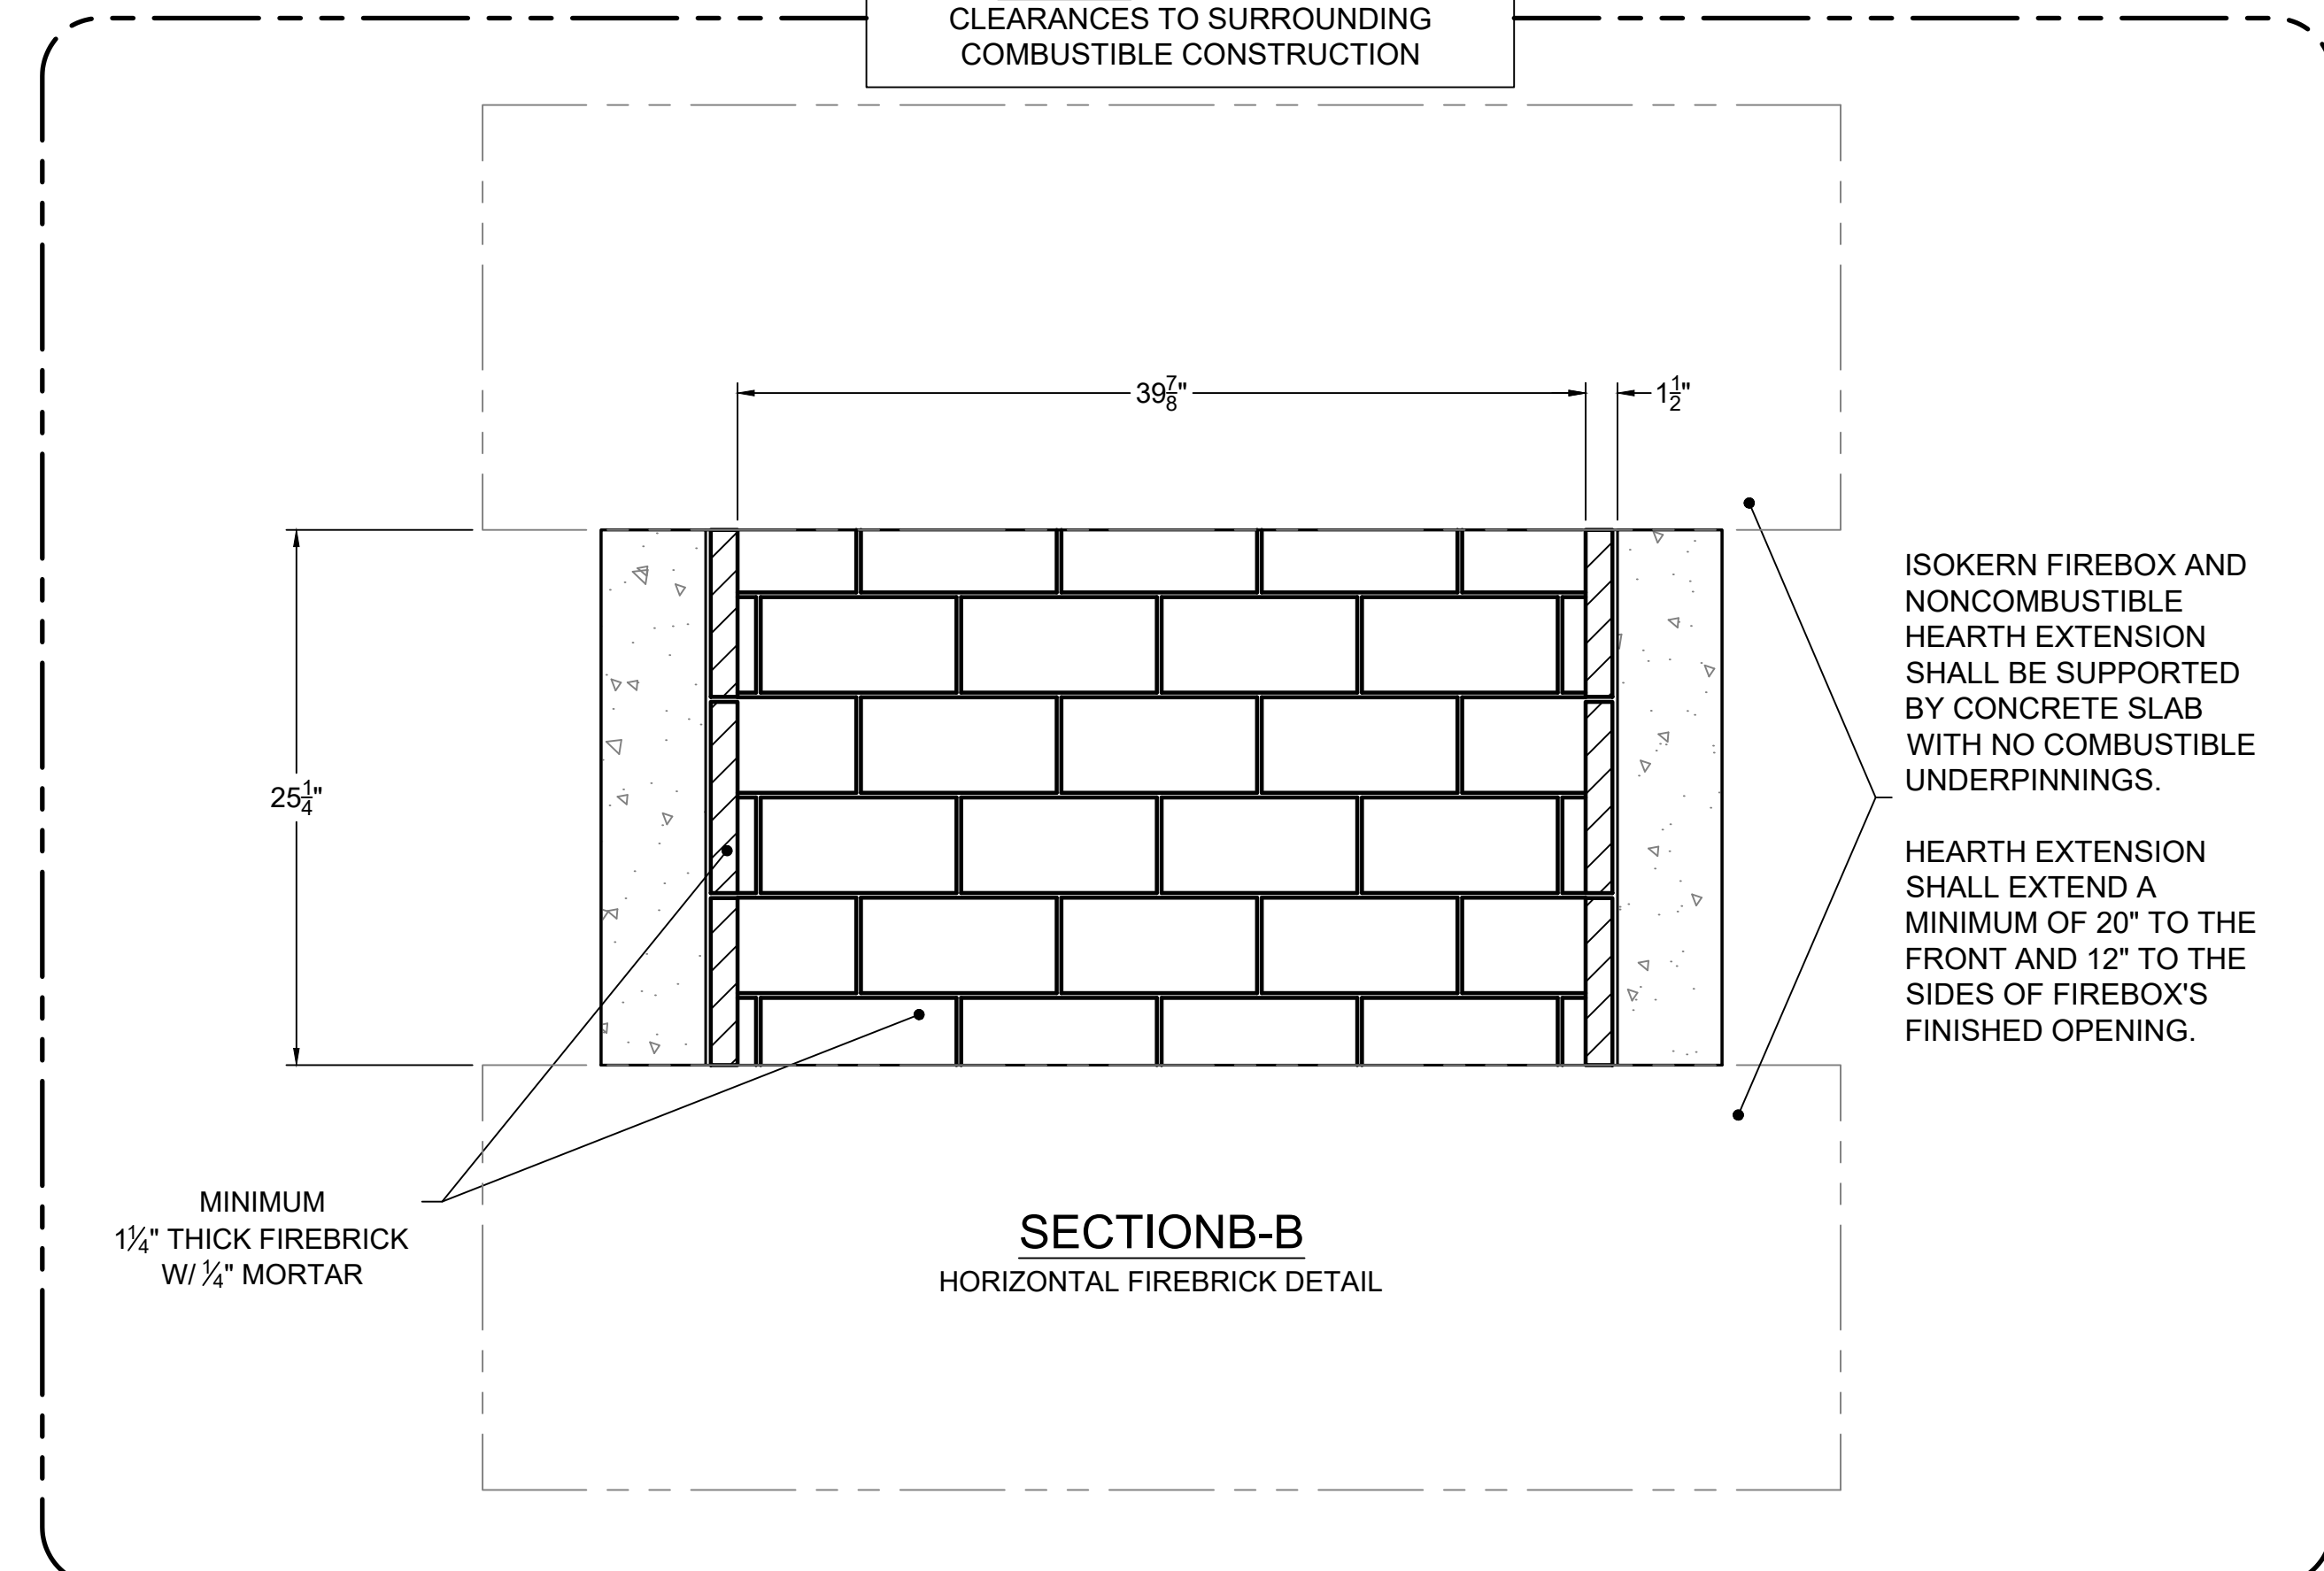 CLEARANCES TO SURROUNDING
COMBUSTIBLE CONSTRUCTION
39⅞"
1½"
25¼"
ISOKERN FIREBOX AND
NONCOMBUSTIBLE
HEARTH EXTENSION
SHALL BE SUPPORTED
BY CONCRETE SLAB
WITH NO COMBUSTIBLE
UNDERPINNINGS.
HEARTH EXTENSION
SHALL EXTEND A
MINIMUM OF 20" TO THE
FRONT AND 12" TO THE
SIDES OF FIREBOX'S
FINISHED OPENING.
MINIMUM
1¼" THICK FIREBRICK
W/ ¼" MORTAR
SECTIONB-B
HORIZONTAL FIREBRICK DETAIL